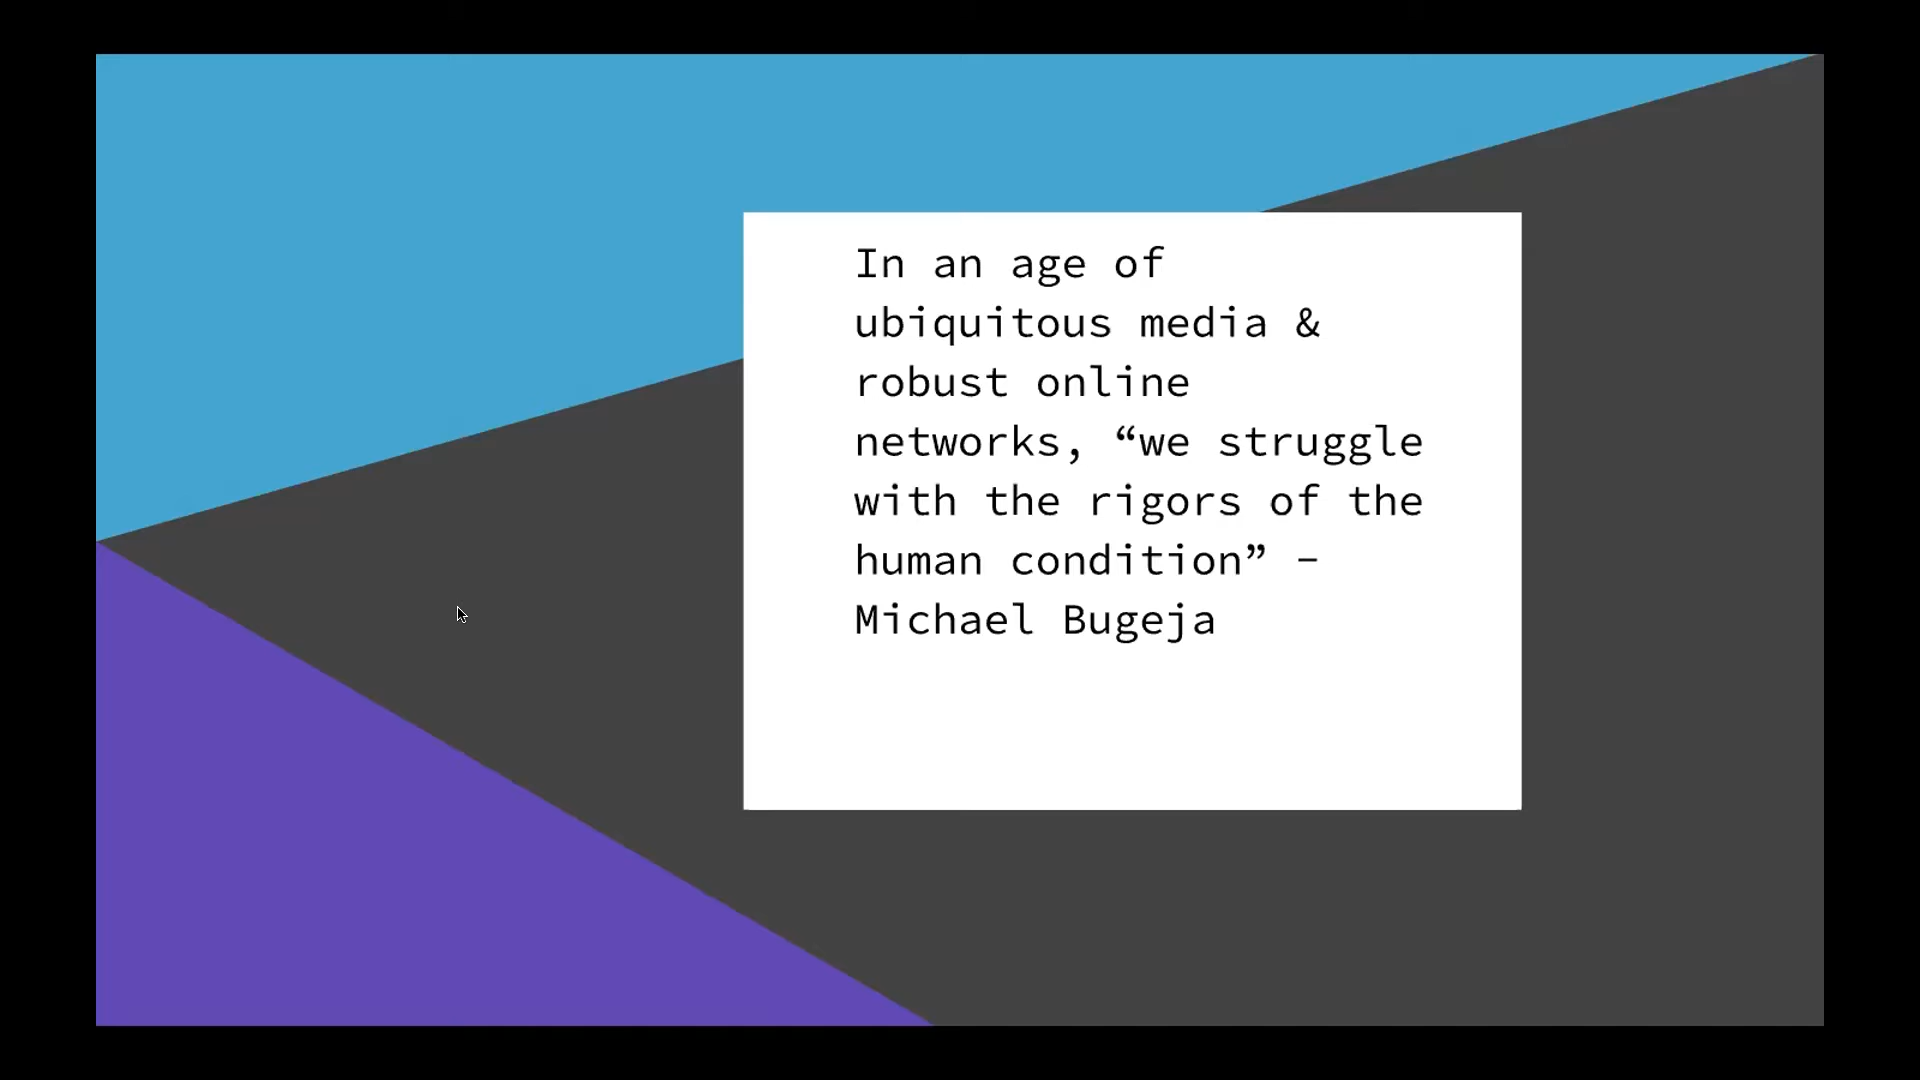 In an age of
ubiquitous media &
robust online
networks, “we struggle
with the rigors of the
human condition” –
Michael Bugeja